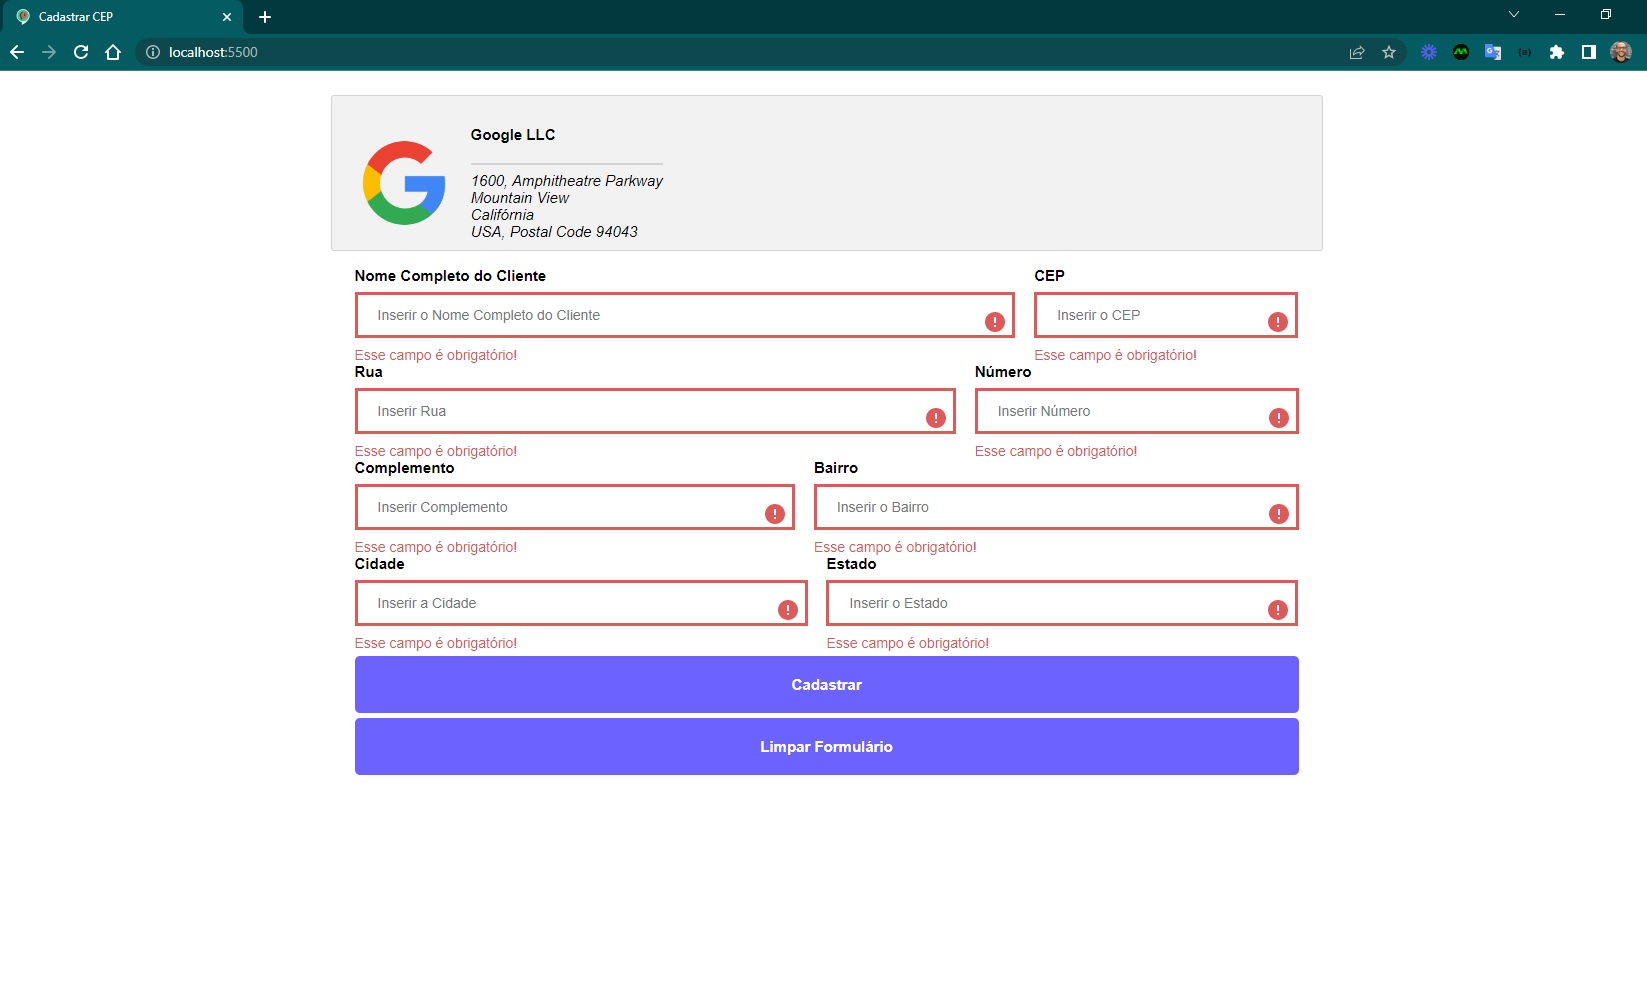 Cadastrar CEP
localhost:5500
Google LLC
1600, Amphitheatre Parkway
Mountain View
Califórnia
USA, Postal Code 94043
Nome Completo do Cliente
CEP
Inserir o Nome Completo do Cliente
Inserir o CEP
Esse campo é obrigatório!
Esse campo é obrigatório!
Rua
Número
Inserir Rua
Inserir Número
Esse campo é obrigatório!
Esse campo é obrigatório!
Complemento
Bairro
Inserir Complemento
Inserir o Bairro
Esse campo é obrigatório!
Esse campo é obrigatório!
Cidade
Estado
Inserir a Cidade
Inserir o Estado
Esse campo é obrigatório!
Esse campo é obrigatório!
Cadastrar
Limpar Formulário